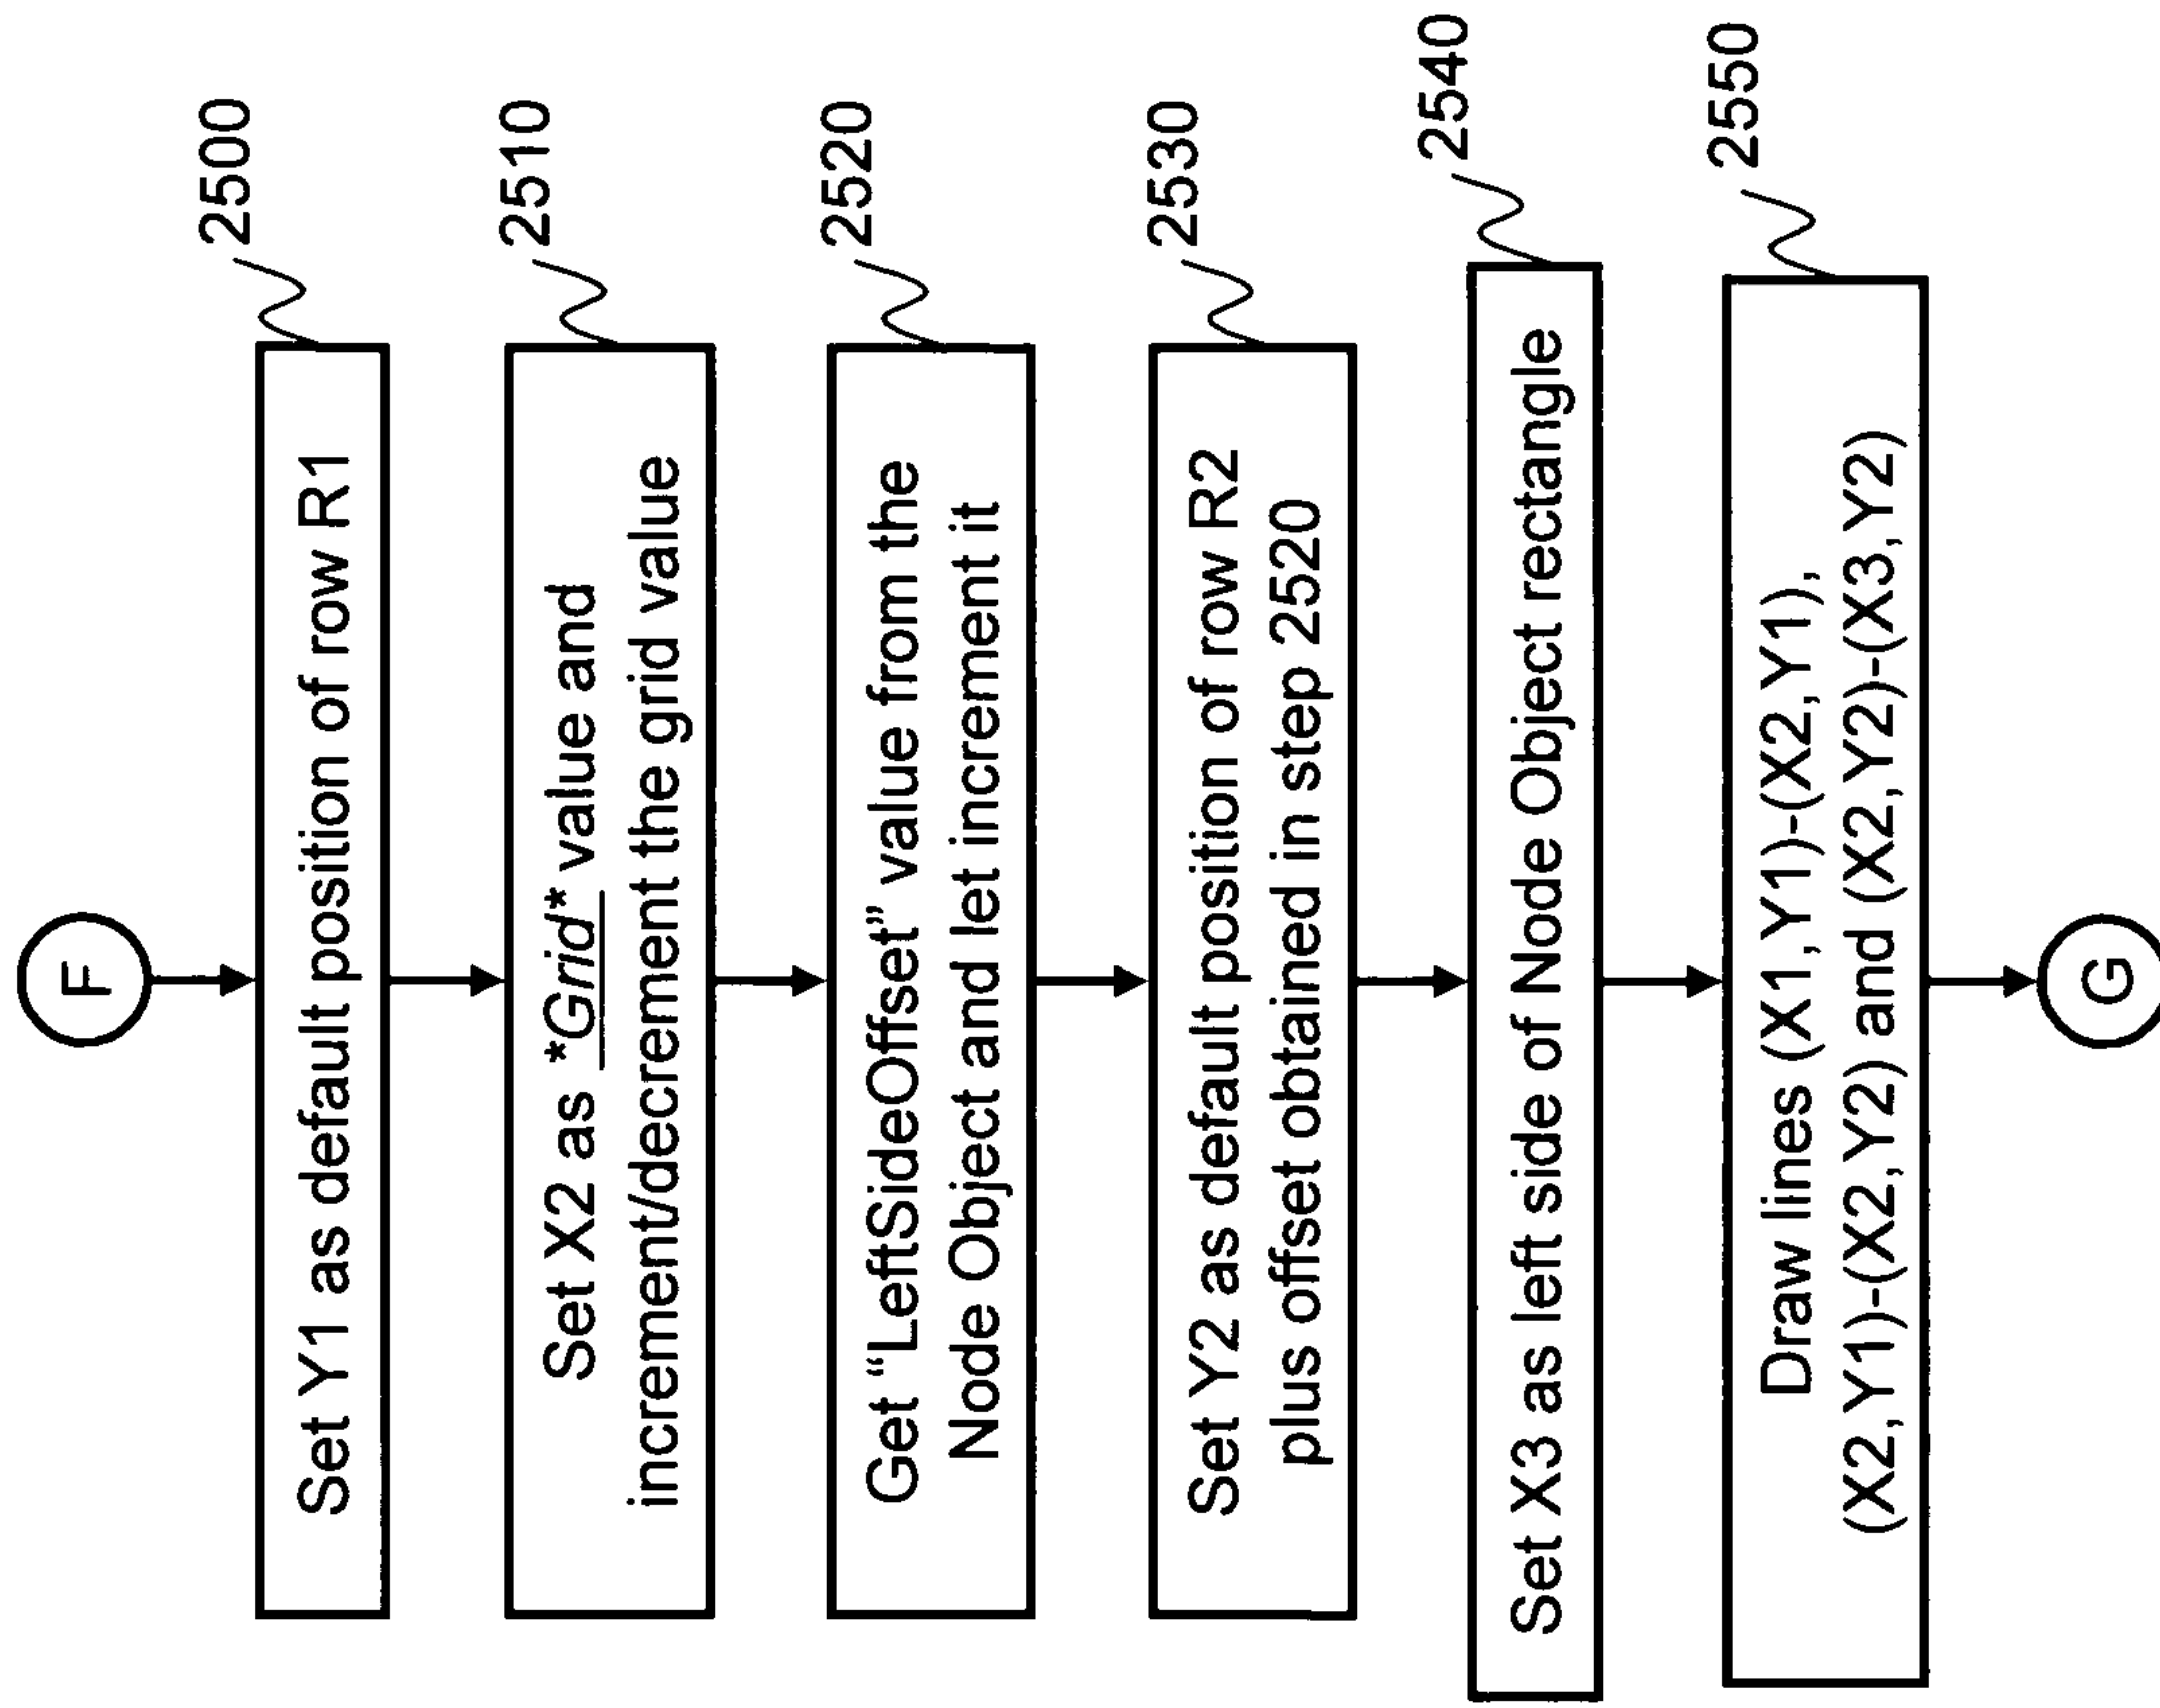 F
2500
Set Y1 as default position of row R1
2510
Set X2 as *Grid* value and
increment/decrement the grid value
2520
Get “LeftSideOffset” value from the
Node Object and let increment it
2530
Set Y2 as default position of row R2
plus offset obtained in step 2520
2540
Set X3 as left side of Node Object rectangle
2550
Draw lines (X1,Y1)-(X2,Y1),
(X2,Y1)-(X2,Y2) and (X2,Y2)-(X3,Y2)
G